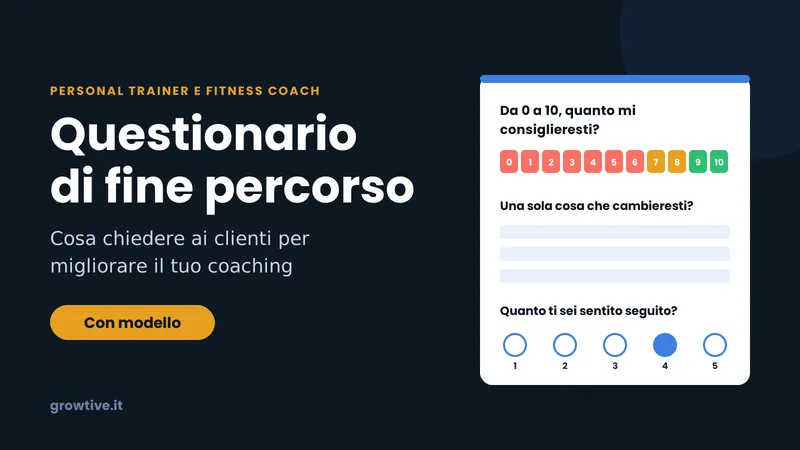 PERSONAL TRAINER E FITNESS COACH
Questionario
di fine percorso
Cosa chiedere ai clienti per
migliorare il tuo coaching
Con modello
growtive.it
Da 0 a 10, quanto mi
consiglieresti?
0 1 2 3 4 5 6 7 8 9 10
Una sola cosa che cambieresti?
Quanto ti sei sentito seguito?
1 2 3 4 5